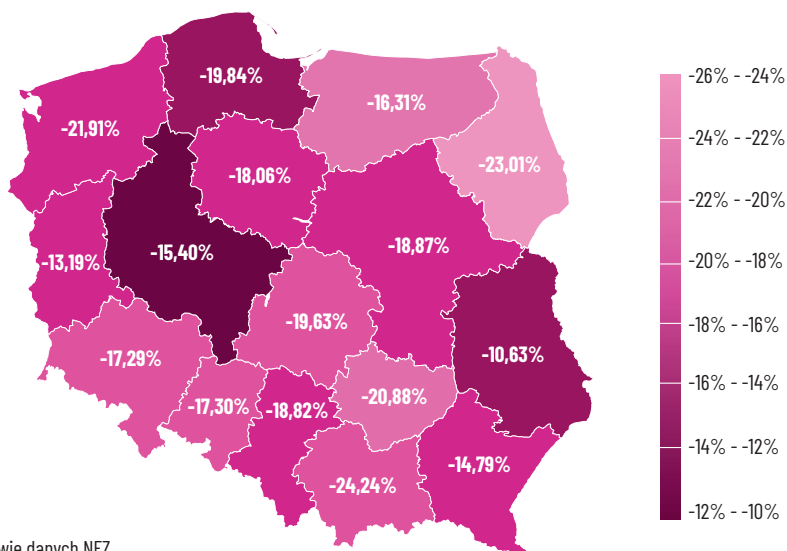 -19,84%
-16,31%
-21,91%
-18,06%
-23,01%
-18,87%
-13,19%
-15,40%
-19,63%
-17,29%
-10,63%
-17,30%
-18,82%
-20,88%
-14,79%
-24,24%
-26% - -24%
-24% - -22%
-22% - -20%
-20% - -18%
-18% - -16%
-16% - -14%
-14% - -12%
-12% - -10%
danych NFZ